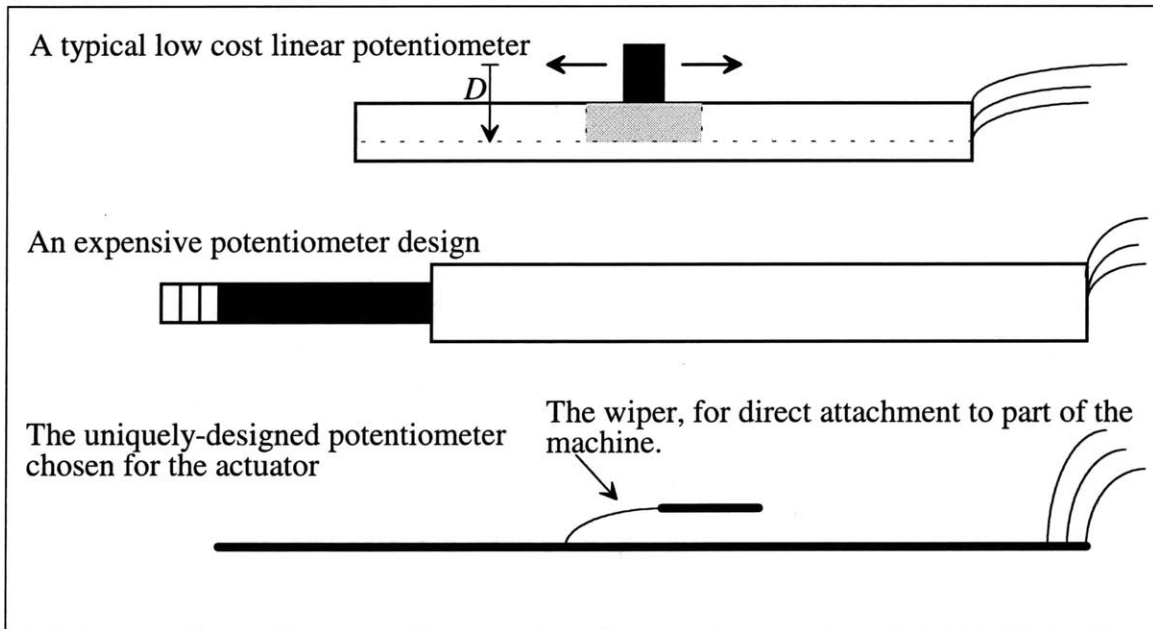 A typical low cost linear potentiometer
D
An expensive potentiometer design
The uniquely-designed potentiometer
chosen for the actuator
The wiper, for direct attachment to part of the
machine.